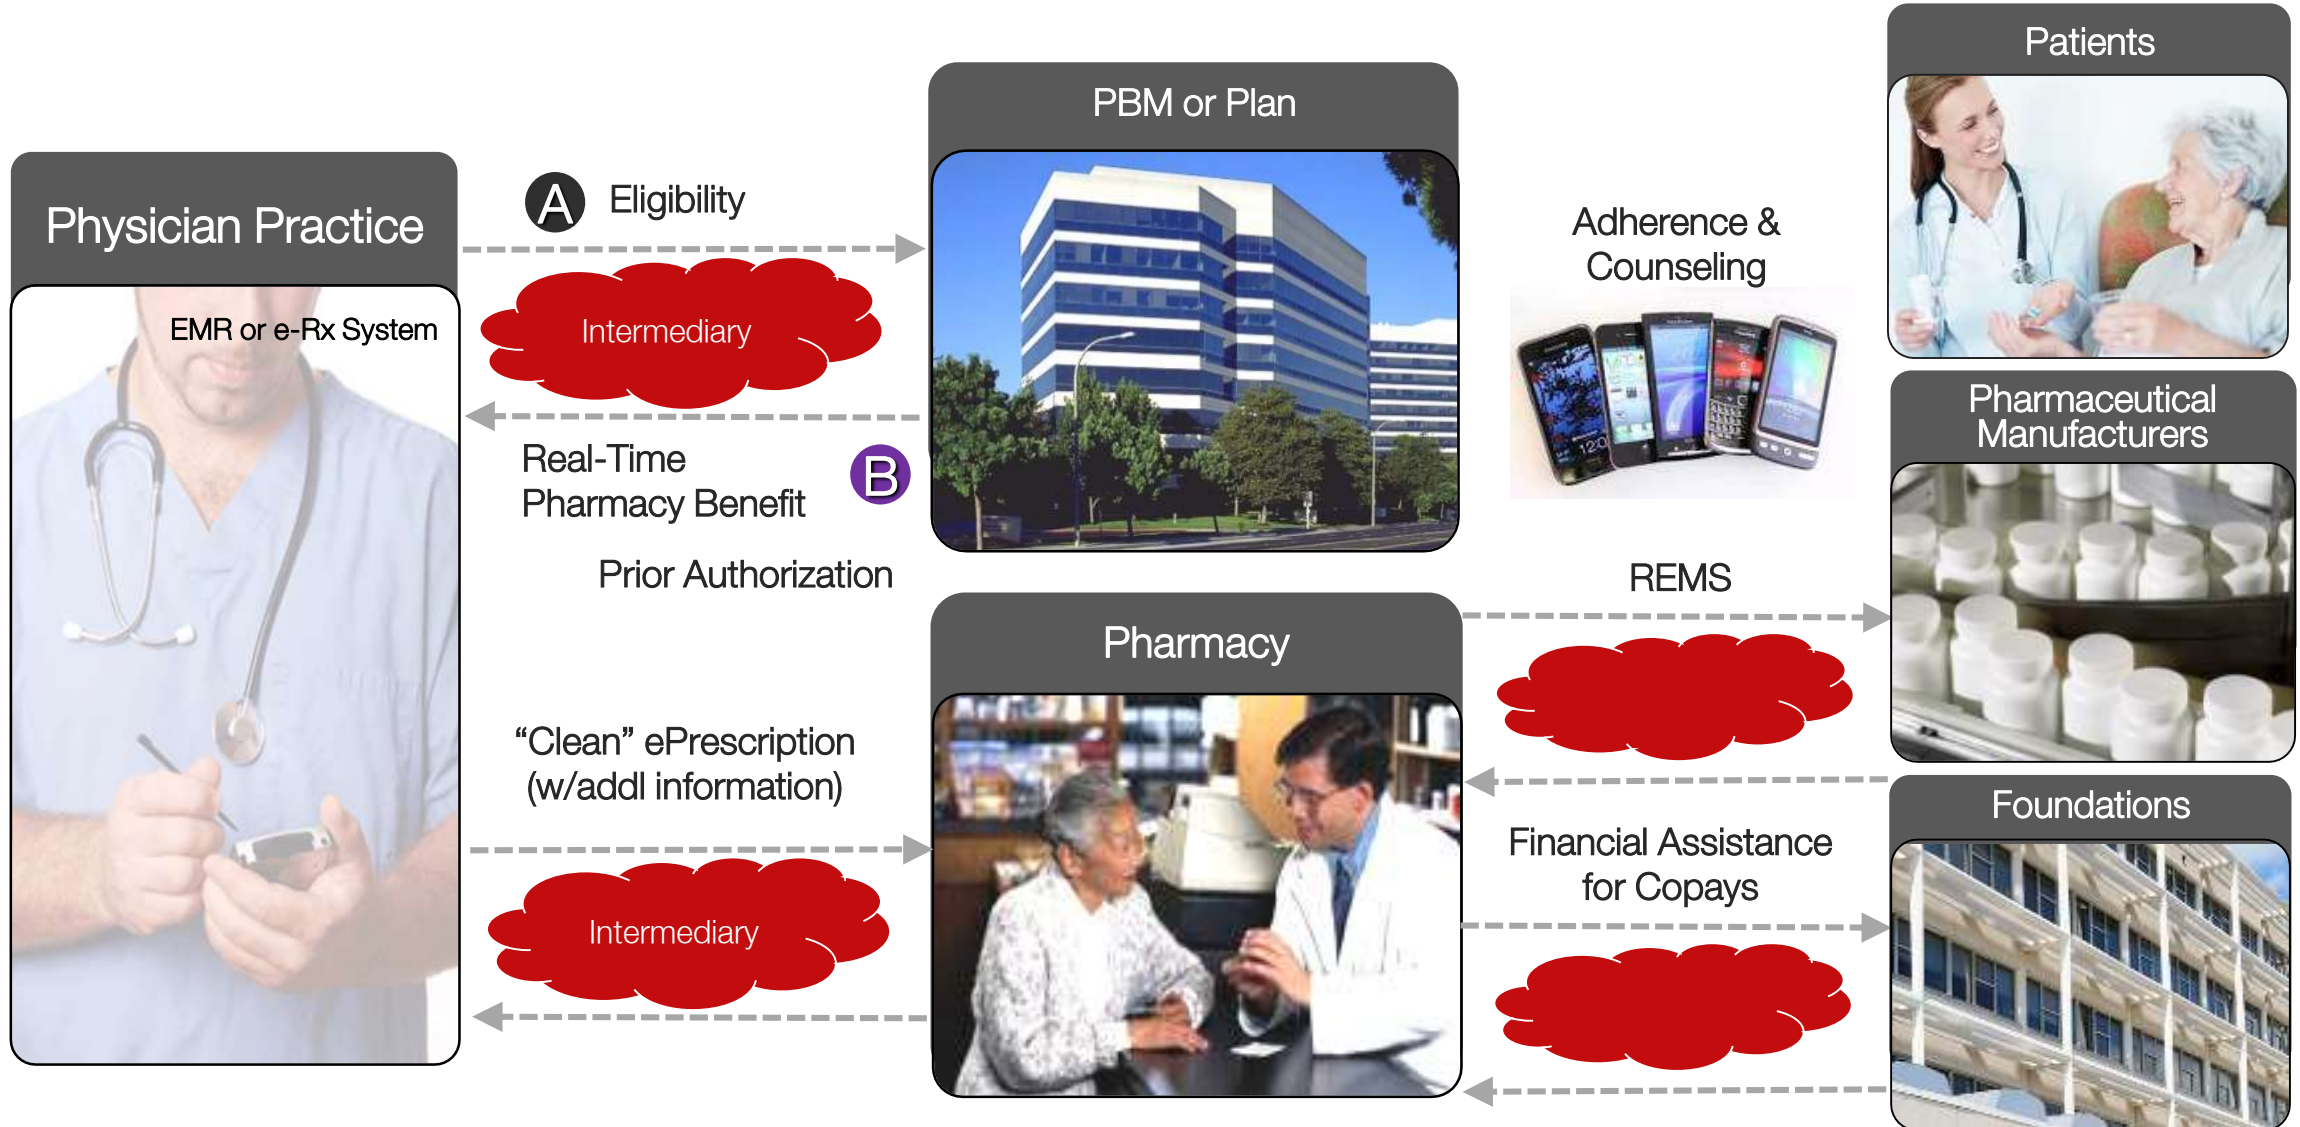 Patients
PBM or Plan
Physician Practice
A
Eligibility
Adherence &
Counseling
EMR or e-Rx System
Intermediary
Pharmaceutical
Manufacturers
Real-Time
Pharmacy Benefit
B
Prior Authorization
REMS
Pharmacy
“Clean” ePrescription
(w/addl information)
Foundations
Financial Assistance
for Copays
Intermediary